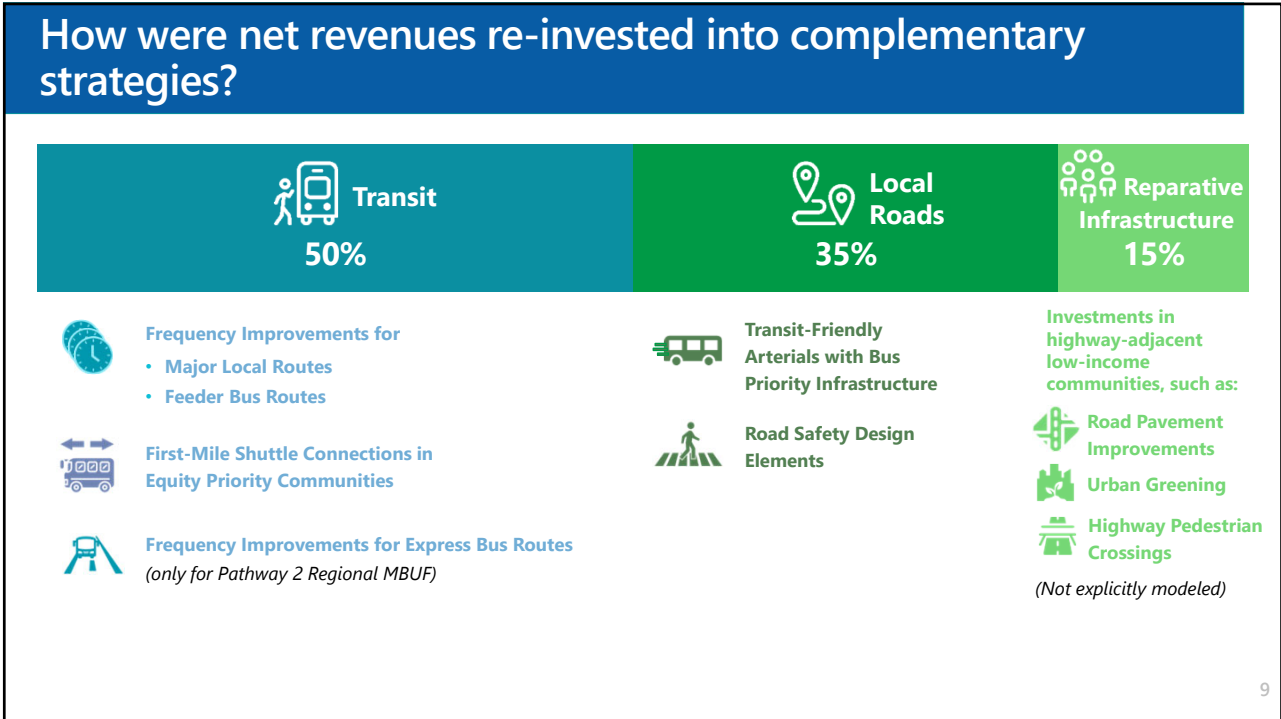 How were net revenues re-invested into complementary
strategies?
Transit
50%
Local
Roads
35%
Reparative
Infrastructure
15%
Frequency Improvements for
• Major Local Routes
• Feeder Bus Routes
First-Mile Shuttle Connections in
Equity Priority Communities
Frequency Improvements for Express Bus Routes
(only for Pathway 2 Regional MBUF)
Transit-Friendly
Arterials with Bus
Priority Infrastructure
Road Safety Design
Elements
Investments in
highway-adjacent
low-income
communities, such as:
Road Pavement
Improvements
Urban Greening
Highway Pedestrian
Crossings
(Not explicitly modeled)
9